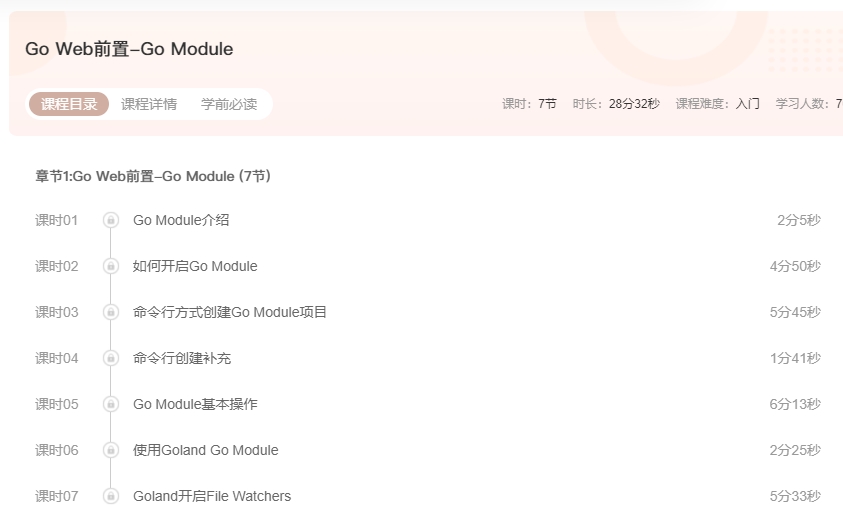 Go Web前置–Go Module
课程目录 课程详情 学前必读 课时：7节 时长：28分32秒 课程难度：入门 学习人数：7
章节1:Go Web前置–Go Module (7节)
课时01 Go Module介绍 2分5秒
课时02 如何开启Go Module 4分50秒
课时03 命令行方式创建Go Module项目 5分45秒
课时04 命令行创建补充 1分41秒
课时05 Go Module基本操作 6分13秒
课时06 使用Goland Go Module 2分25秒
课时07 Goland开启File Watchers 5分33秒